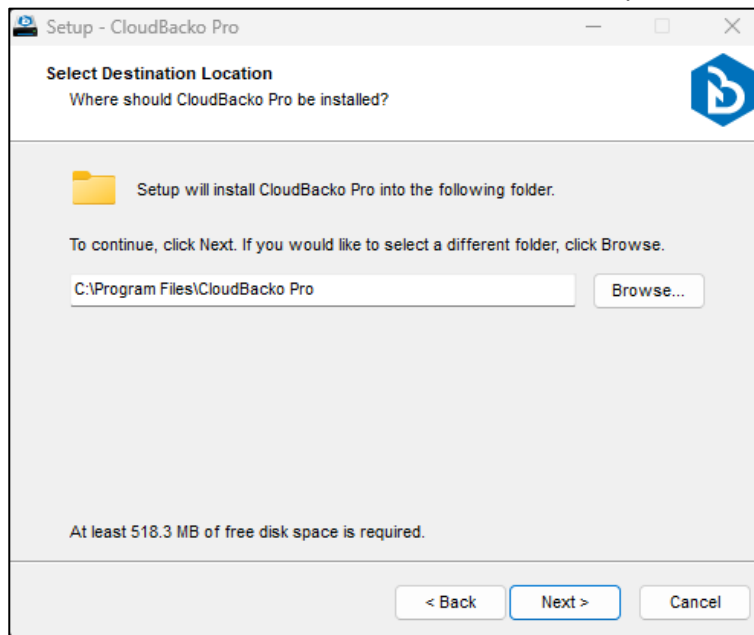 Setup - CloudBacko Pro
Select Destination Location
Where should CloudBacko Pro be installed?
Setup will install CloudBacko Pro into the following folder.
To continue, click Next. If you would like to select a different folder, click Browse.
C:\Program Files\CloudBacko Pro
Browse...
At least 518.3 MB of free disk space is required.
< Back
Next >
Cancel